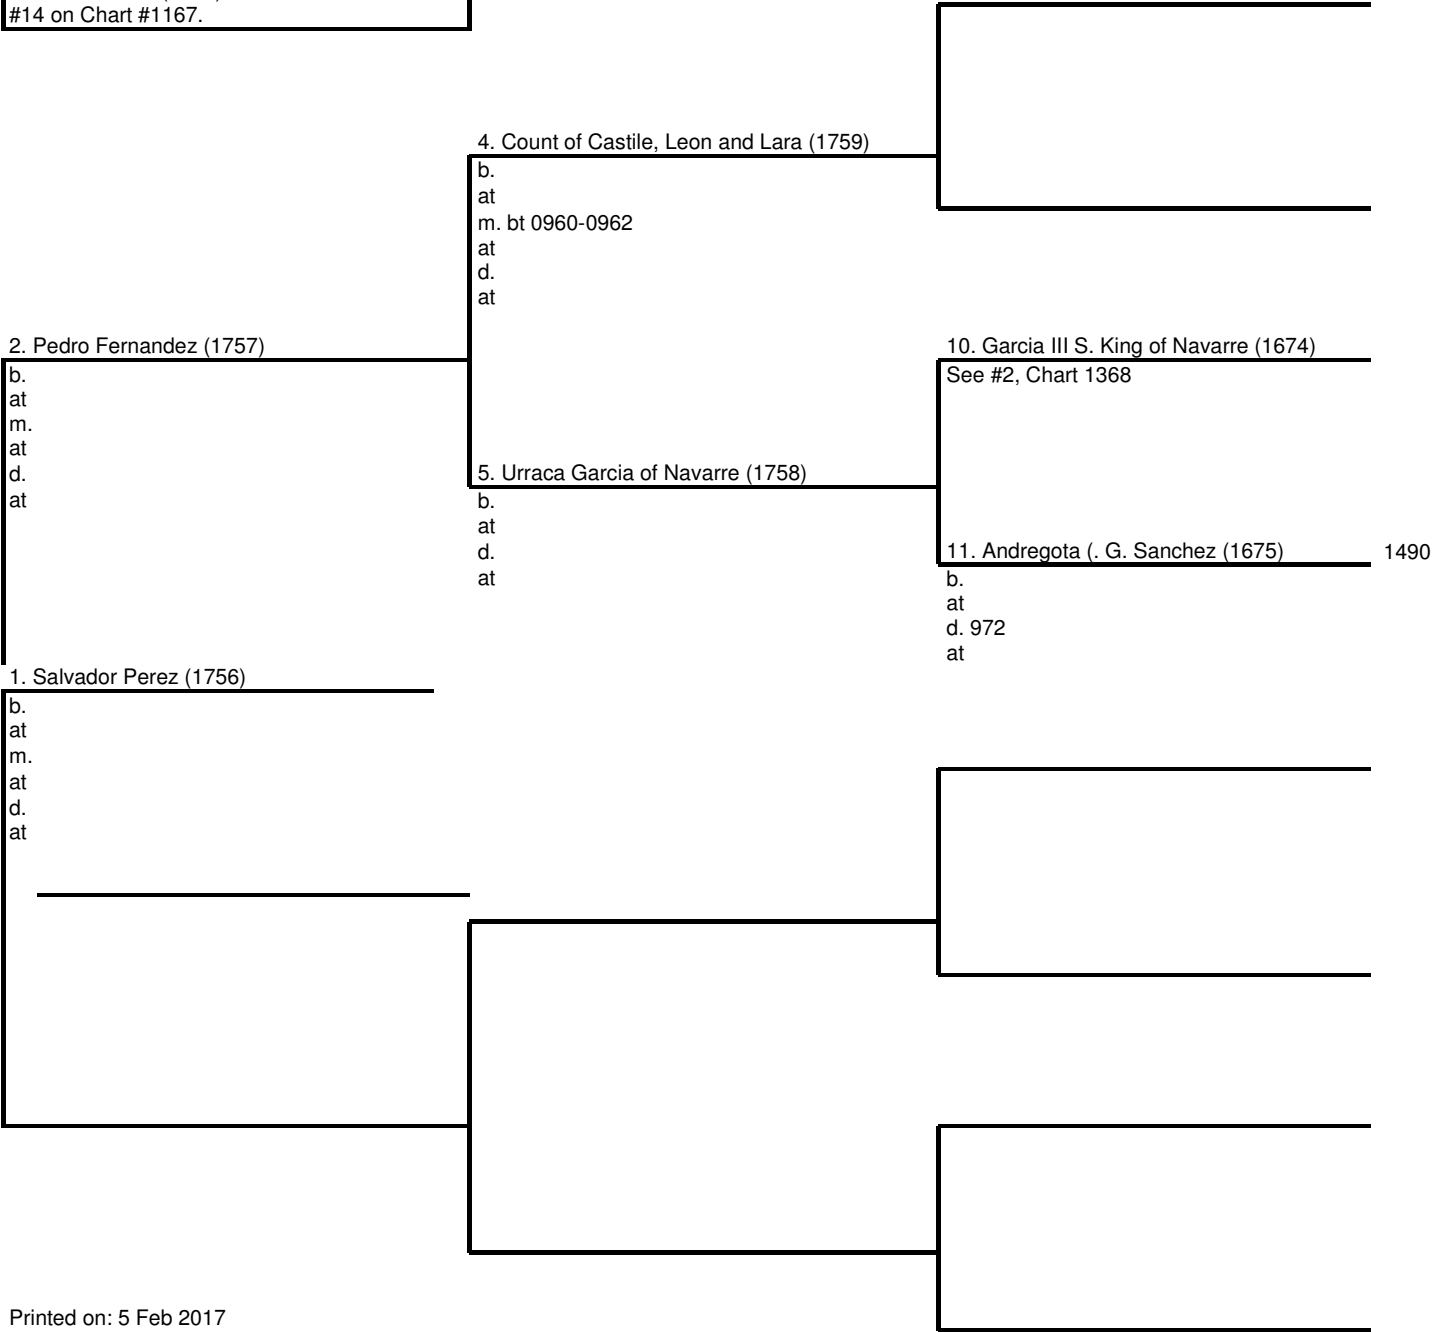 #14 on Chart #1167.
4. Count of Castile, Leon and Lara (1759)
b.
at
m. bt 0960-0962
at
d.
at
2. Pedro Fernandez (1757)
b.
at
m.
at
d.
at
10. Garcia III S. King of Navarre (1674)
See #2, Chart 1368
5. Urraca Garcia of Navarre (1758)
b.
at
d.
at
11. Andregota (. G. Sanchez (1675) 1490
b.
at
d. 972
at
1. Salvador Perez (1756)
b.
at
m.
at
d.
at
Printed on: 5 Feb 2017